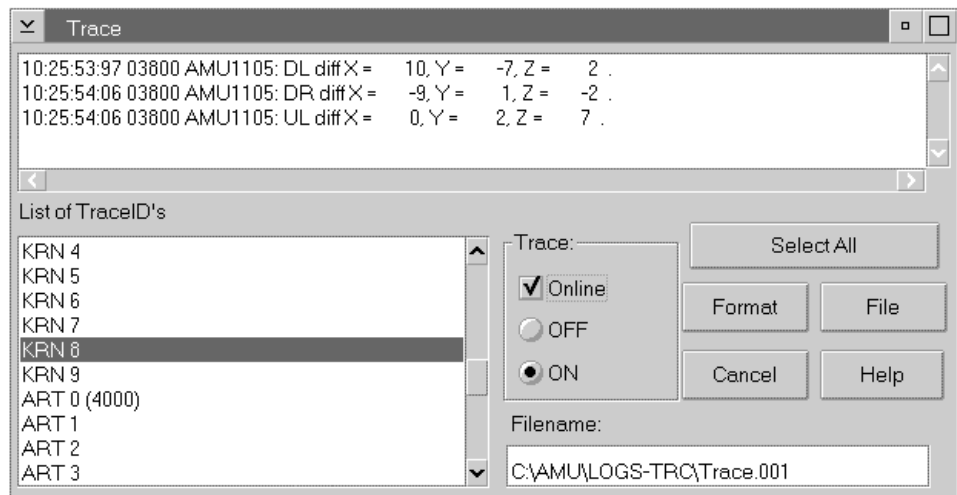 Trace
10:25:53:97 03800 AMU1105: DL diff X = 10, Y = -7, Z = 2 .
10:25:54:06 03800 AMU1105: DR diff X = -9, Y = 1, Z = -2 .
10:25:54:06 03800 AMU1105: UL diff X = 0, Y = 2, Z = 7 .
List of TraceID's
KRN 4
KRN 5
KRN 6
KRN 7
KRN 8
KRN 9
ART 0 (4000)
ART 1
ART 2
ART 3
Trace:
Online
OFF
ON
Select All
Format
File
Cancel
Help
Filename:
C:\AMU\LOGS-TRC\Trace.001